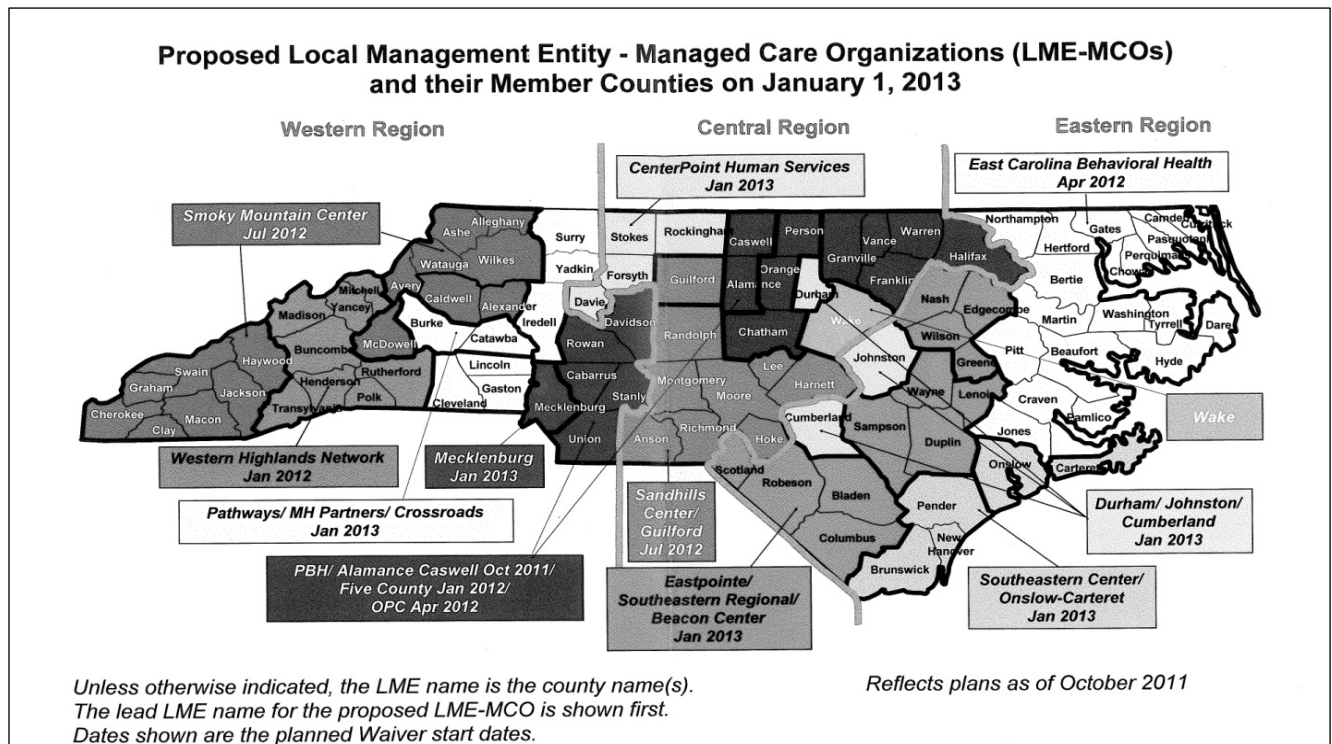 Proposed Local Management Entity - Managed Care Organizations (LME-MCOs)
and their Member Counties on January 1, 2013
Western Region
Central Region
Eastern Region
CenterPoint Human Services
Jan 2013
East Carolina Behavioral Health
Apr 2012
Smoky Mountain Center
Jul 2012
Alleghany
Ashe
Surry
Stokes
Rockingham
Caswell
Person
Granville
Vance
Warren
Halifax
Northampton
Gates
Camden
Currituck
Pasquotank
Perquimans
Hertford
Chowan
Watauga
Wilkes
Yadkin
Forsyth
Guilford
Alamance
Orange
Durham
Franklin
Bertie
Mitchell
Avery
Caldwell
Alexander
Davie
Iredell
Davidson
Randolph
Chatham
Wake
Nash
Edgecombe
Martin
Washington
Tyrrell
Dare
Madison
Yancey
Burke
Catawba
Rowan
Johnston
Wilson
Greene
Pitt
Beaufort
Hyde
Buncombe
McDowell
Haywood
Swain
Graham
Lincoln
Cabarrus
Montgomery
Moore
Lee
Harnett
Wayne
Lenoir
Craven
Pamlico
Rutherford
Henderson
Jackson
Cherokee
Macon
Clay
Transylvania
Polk
Cleveland
Gaston
Mecklenburg
Stanly
Union
Anson
Richmond
Hoke
Cumberland
Sampson
Duplin
Jones
Onslow
Carteret
Scotland
Robeson
Bladen
Columbus
Pender
New
Hanover
Brunswick
Wake
Western Highlands Network
Jan 2012
Mecklenburg
Jan 2013
Pathways/ MH Partners/ Crossroads
Jan 2013
Sandhills
Center/
Guilford
Jul 2012
Durham/ Johnston/
Cumberland
Jan 2013
PBH/ Alamance Caswell Oct 2011/
Five County Jan 2012/
OPC Apr 2012
Eastpointe/
Southeastern Regional/
Beacon Center
Jan 2013
Southeastern Center/
Onslow-Carteret
Jan 2013
Unless otherwise indicated, the LME name is the county name(s).
The lead LME name for the proposed LME-MCO is shown first.
Dates shown are the planned Waiver start dates.
Reflects plans as of October 2011